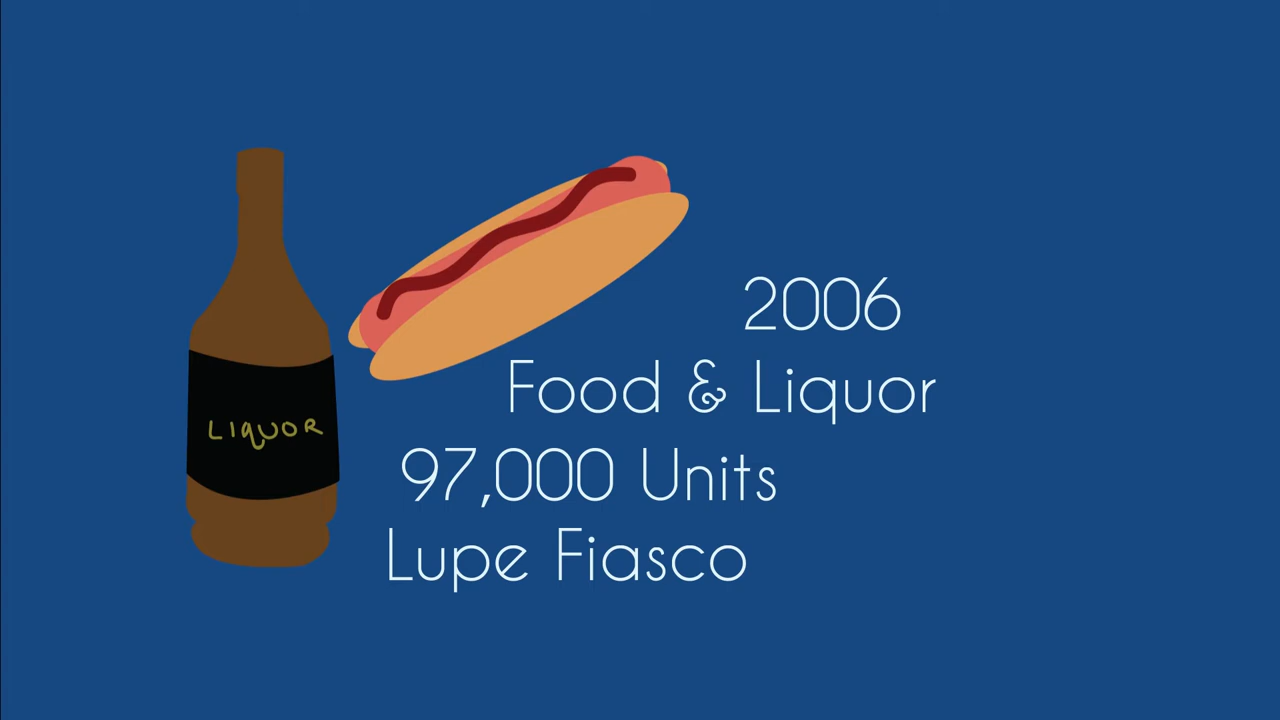 2006
Food & Liquor
LIQUOR
97,000 Units
Lupe Fiasco